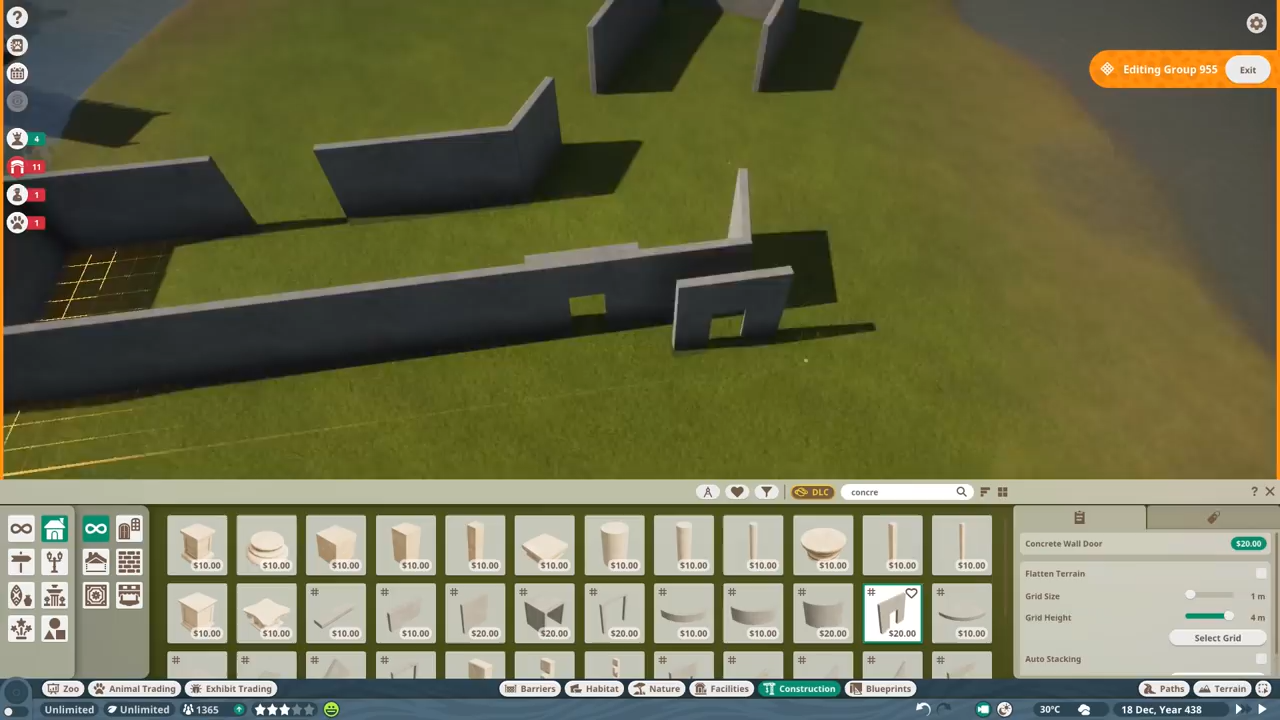 Editing Group 955
Exit
4
11
1
1
DLC
concre
?
$10.00 $10.00 $10.00 $10.00 $10.00 $10.00 $10.00 $10.00 $10.00 $10.00 $10.00 $10.00
$10.00 $10.00 $10.00 $10.00 $20.00 $20.00 $20.00 $10.00 $10.00 $20.00 $20.00 $10.00
Concrete Wall Door
$20.00
Flatten Terrain
Grid Size 1 m
Grid Height 4 m
Select Grid
Auto Stacking
Zoo Animal Trading Exhibit Trading Barriers Habitat Nature Facilities Construction Blueprints Paths Terrain
Unlimited Unlimited 1365 30°C 18 Dec, Year 438